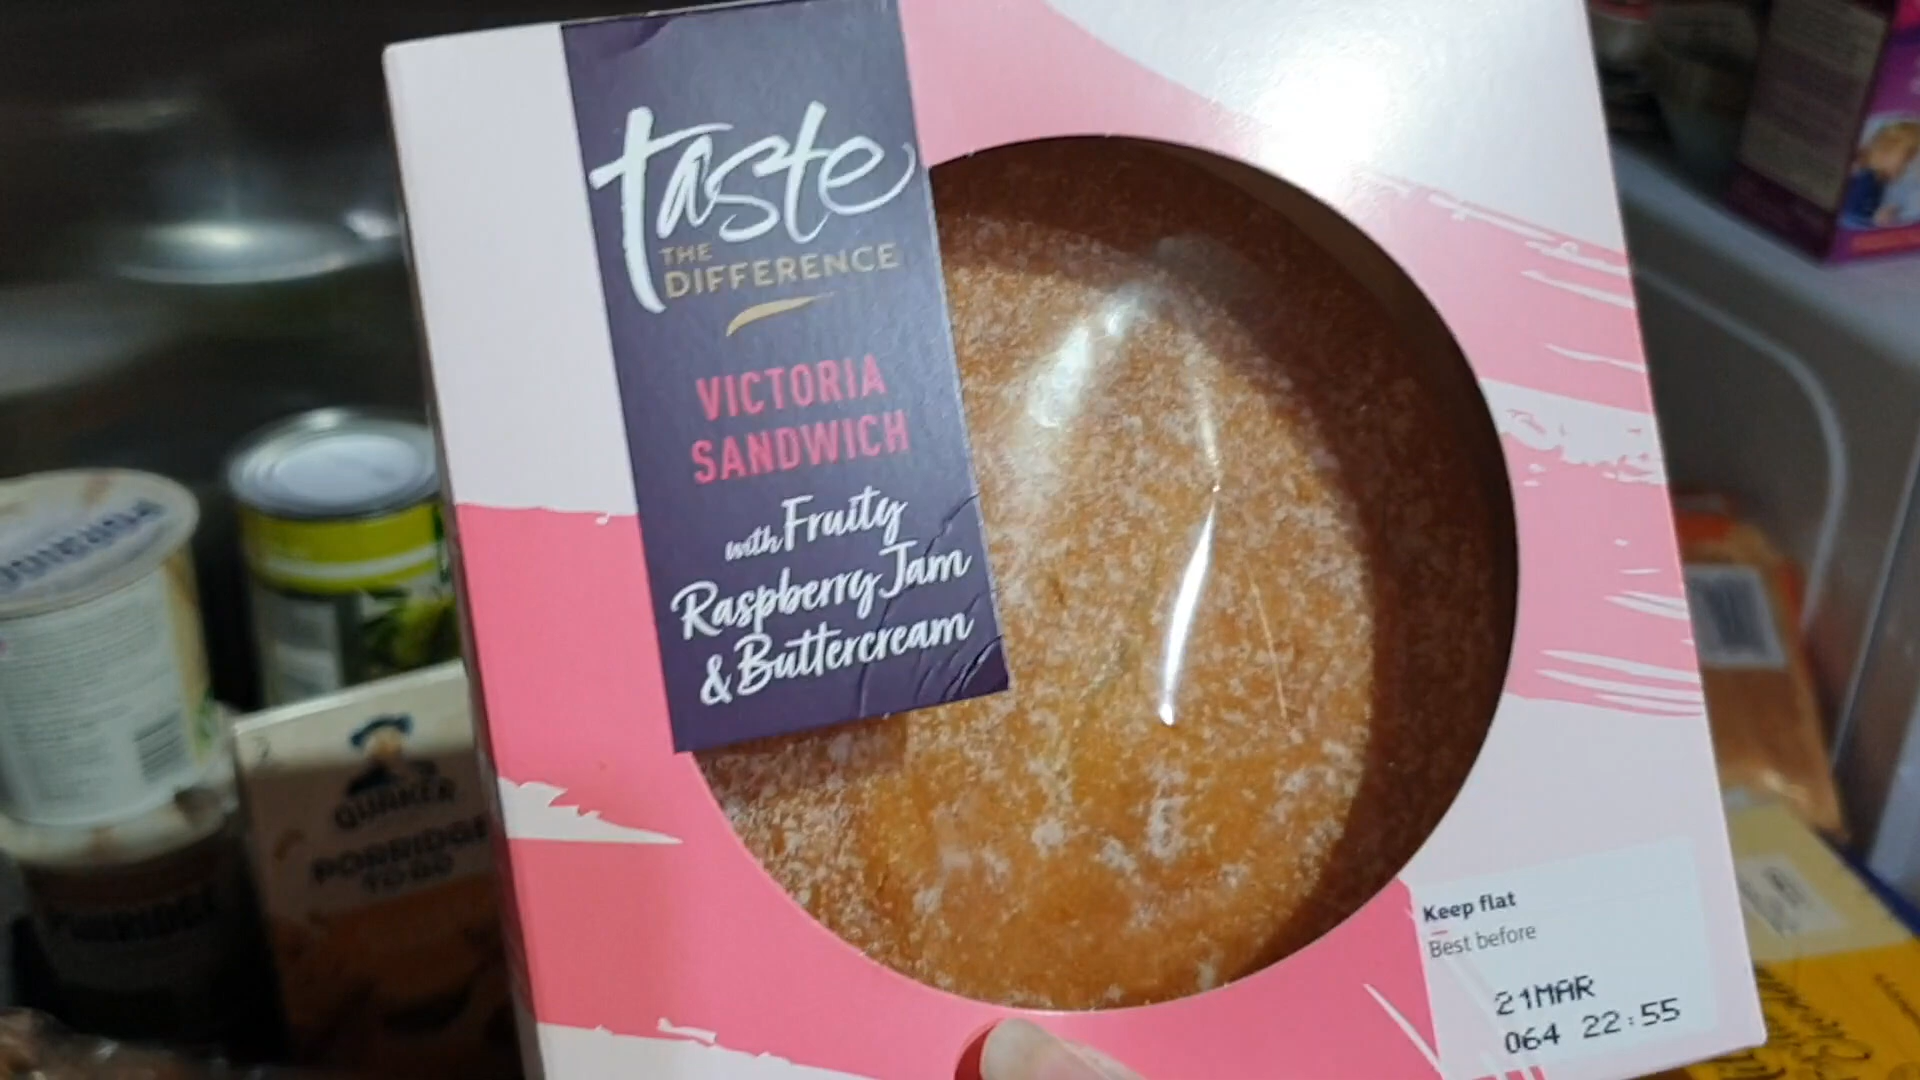 taste
THE
DIFFERENCE
VICTORIA
SANDWICH
with Fruity
Raspberry Jam
& Buttercream
Keep flat
Best before
21MAR
064 22:55
QUAKER
PORRIDGE
TO GO